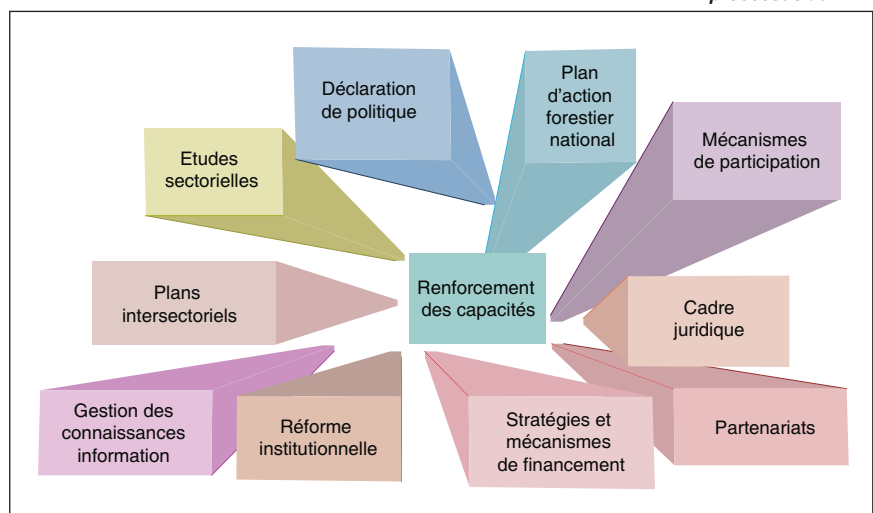 Déclaration
de politique
Plan
d'action
forestier
national
Mécanismes
de participation
Etudes
sectorielles
Plans
intersectoriels
Renforcement
des capacités
Cadre
juridique
Gestion des
connaissances
information
Réforme
institutionnelle
Stratégies et
mécanismes
de financement
Partenariats